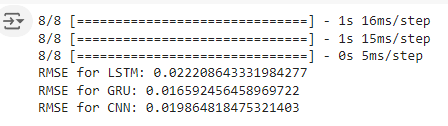 8/8 [==============================] - 1s 16ms/step
8/8 [==============================] - 1s 15ms/step
8/8 [==============================] - 0s 5ms/step
RMSE for LSTM: 0.022208643331984277
RMSE for GRU: 0.016592456458969722
RMSE for CNN: 0.019864818475321403